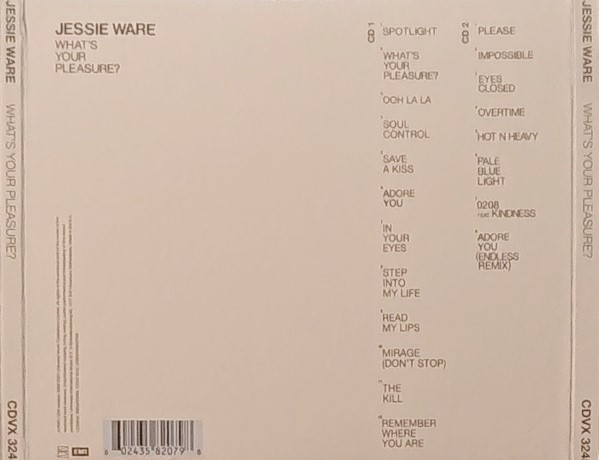 JESSIE WARE
WHAT'S YOUR PLEASURE?
CDVX 324
JESSIE WARE
WHAT'S
YOUR
PLEASURE?
CD 1
SPOTLIGHT
WHAT'S
YOUR
PLEASURE?
OOH LA LA
SOUL
CONTROL
SAVE
A KISS
ADORE
YOU
IN
YOUR
EYES
STEP
INTO
MY LIFE
READ
MY LIPS
MIRAGE
(DON'T STOP)
THE
KILL
REMEMBER
WHERE
YOU ARE
CD 2
PLEASE
IMPOSSIBLE
EYES
CLOSED
OVERTIME
HOT N HEAVY
PALE
BLUE
LIGHT
0208
FEAT. KINDNESS
ADORE
YOU
(ENDLESS
REMIX)
EMI
6 02435 82079 8
JESSIE WARE
WHAT'S YOUR PLEASURE?
CDVX 324